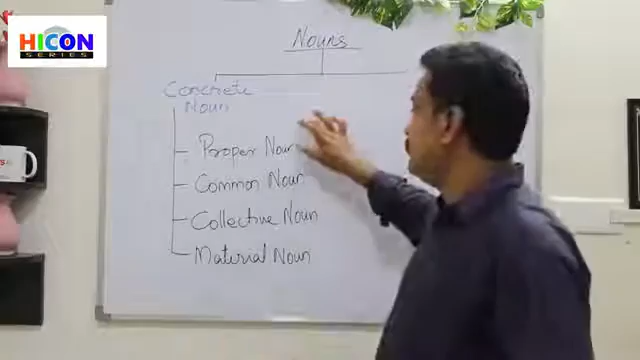 HICON
SERIES
Nouns
Concrete
Noun
Proper Noun
Common Noun
Collective Noun
Material Noun